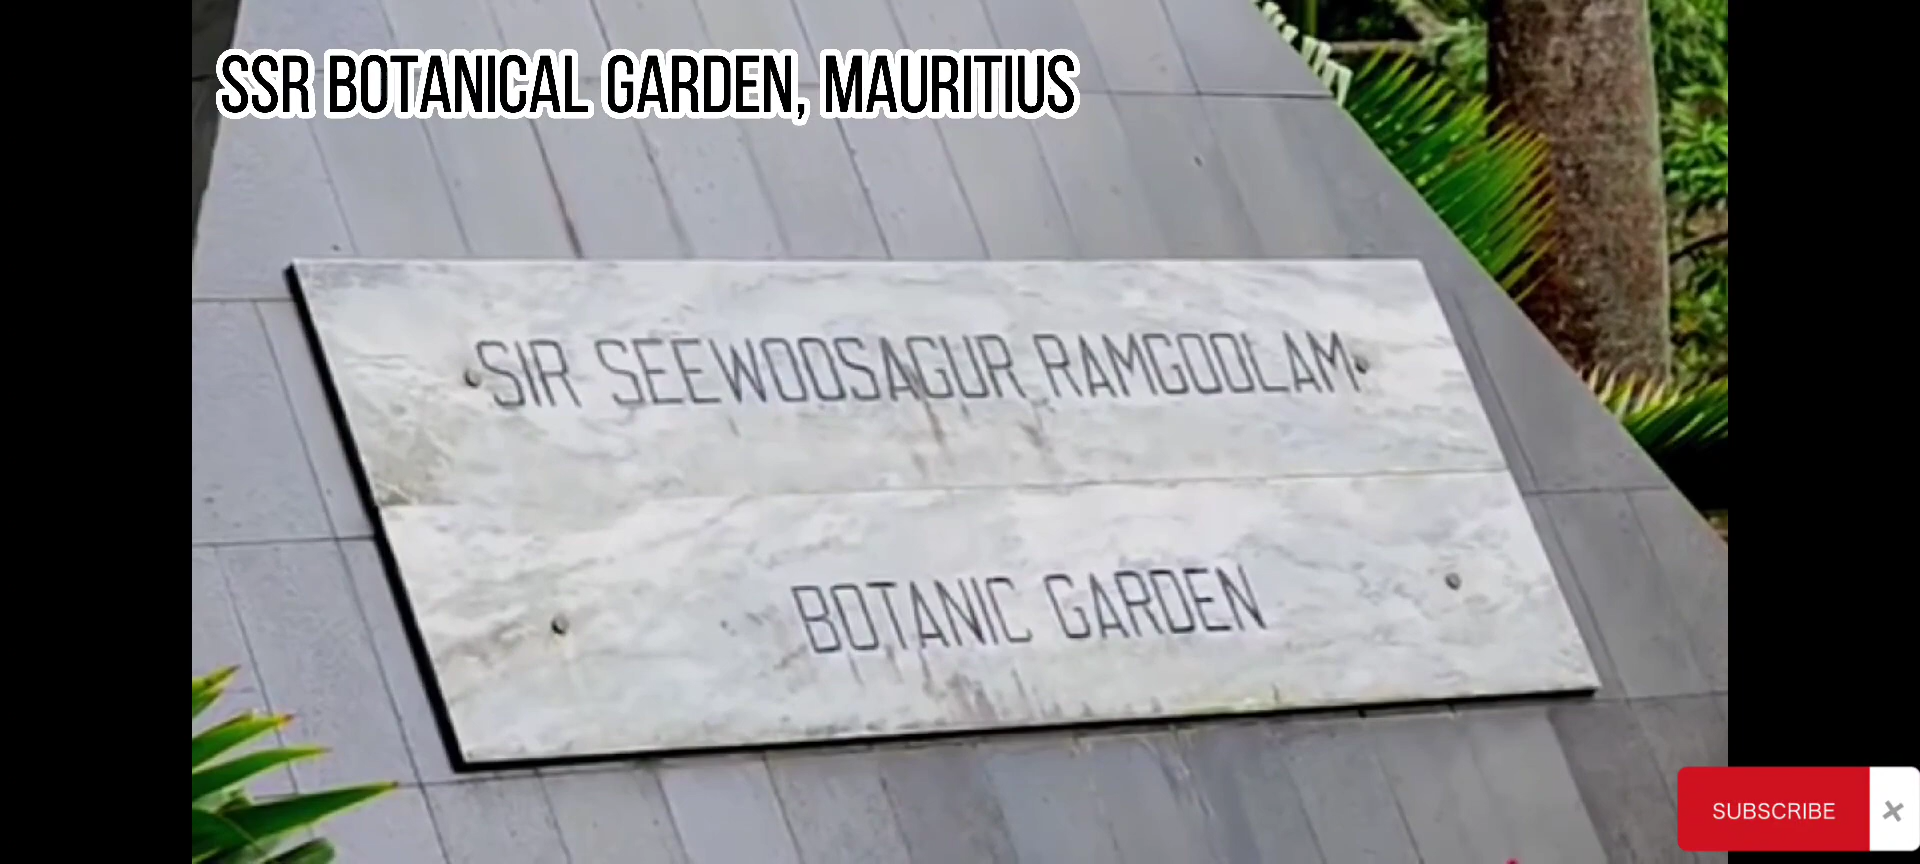 SSR BOTANICAL GARDEN, MAURITIUS
SIR SEEWOOSAGUR RAMGOOLAM
BOTANIC GARDEN
SUBSCRIBE